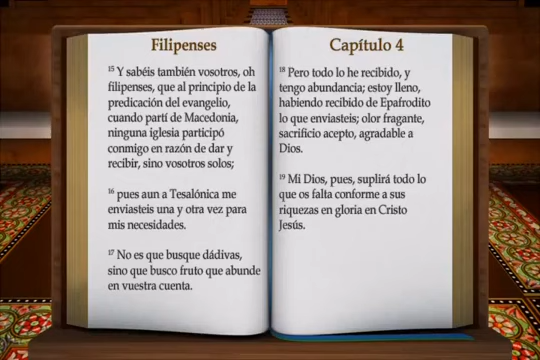 Filipenses
15 Y sabéis también vosotros, oh
filipenses, que al principio de la
predicación del evangelio,
cuando partí de Macedonia,
ninguna iglesia participó
conmigo en razón de dar y
recibir, sino vosotros solos;
16
pues aun a Tesalónica me
enviasteis una y otra vez para
mis necesidades.
17 No es que busque dádivas,
sino que busco fruto que abunde
en vuestra cuenta.
Capítulo 4
18 Pero todo lo he recibido, y
tengo abundancia; estoy lleno,
habiendo recibido de Epafrodito
lo que enviasteis; olor fragante,
sacrificio acepto, agradable a
Dios.
19 Mi Dios, pues, suplirá todo lo
que os falta conforme a sus
riquezas en gloria en Cristo
Jesús.